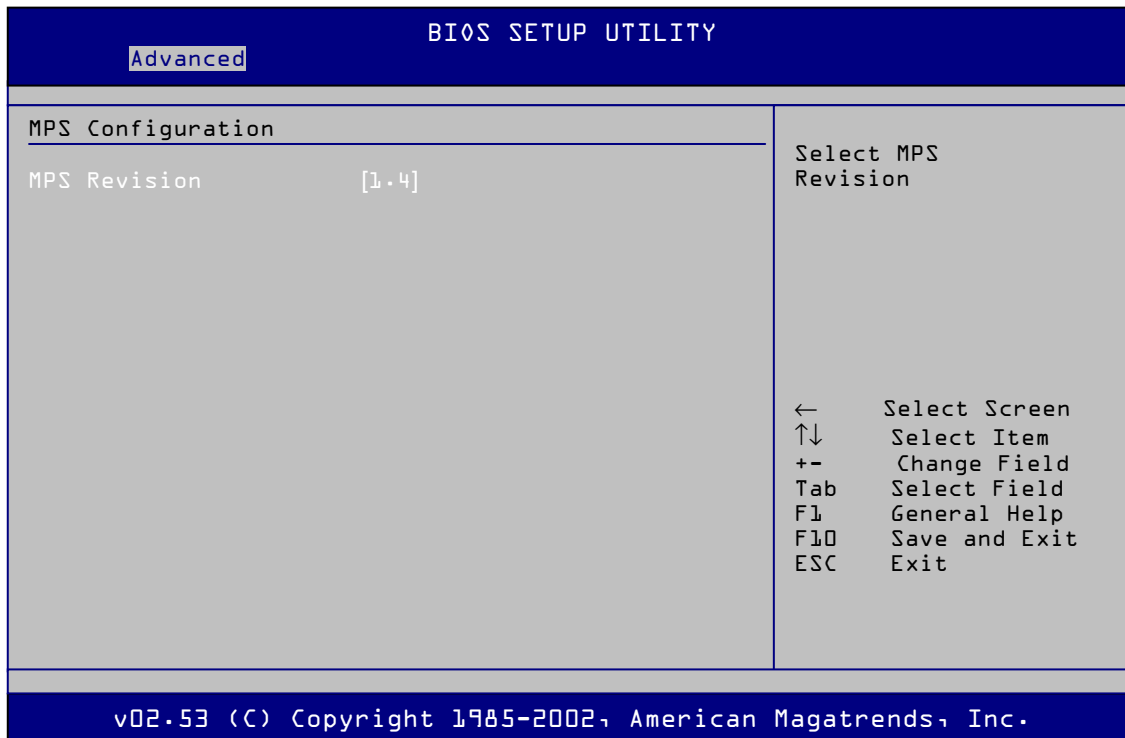 BIOS SETUP UTILITY
Advanced
MPS Configuration
MPS Revision [1.4]
Select MPS
Revision
← Select Screen
↑↓ Select Item
+- Change Field
Tab Select Field
F1 General Help
F10 Save and Exit
ESC Exit
v02.53 (C) Copyright 1985-2002, American Magatrends, Inc.